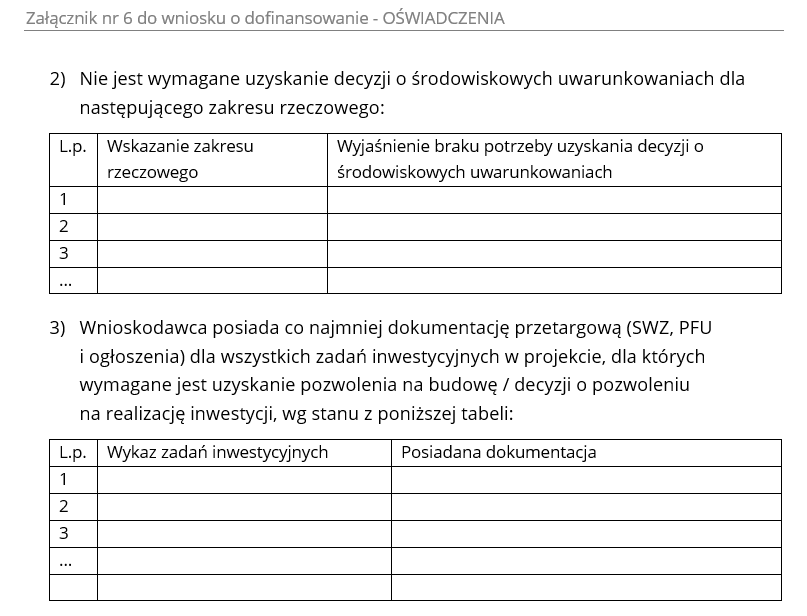 Załącznik nr 6 do wniosku o dofinansowanie - OŚWIADCZENIA
2) Nie jest wymagane uzyskanie decyzji o środowiskowych uwarunkowaniach dla
następującego zakresu rzeczowego:
L.p. Wskazanie zakresu Wyjaśnienie braku potrzeby uzyskania decyzji o
rzeczowego środowiskowych uwarunkowaniach
1
2
3
...
3) Wnioskodawca posiada co najmniej dokumentację przetargową (SWZ, PFU
i ogłoszenia) dla wszystkich zadań inwestycyjnych w projekcie, dla których
wymagane jest uzyskanie pozwolenia na budowę / decyzji o pozwoleniu
na realizację inwestycji, wg stanu z poniższej tabeli:
L.p. Wykaz zadań inwestycyjnych Posiadana dokumentacja
1
2
3
...